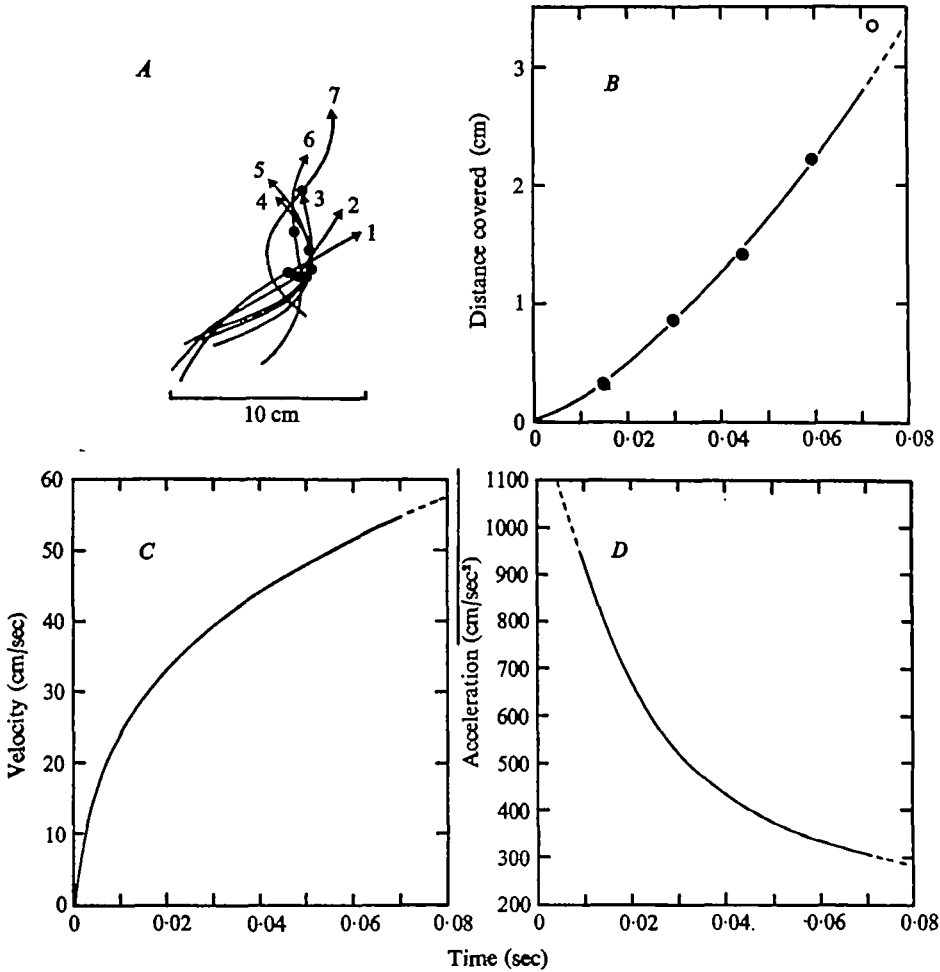 A
7
6
5
3
4
2
1
10 cm
B
Distance covered (cm)
3
2
1
0
0 0·02 0·04 0·06 0·08
C
Velocity (cm/sec)
60
50
40
30
20
10
0
0 0·02 0·04 0·06 0·08
D
Acceleration (cm/sec²)
1100
1000
900
800
700
600
500
400
300
200
0 0·02 0·04 0·06 0·08
Time (sec)